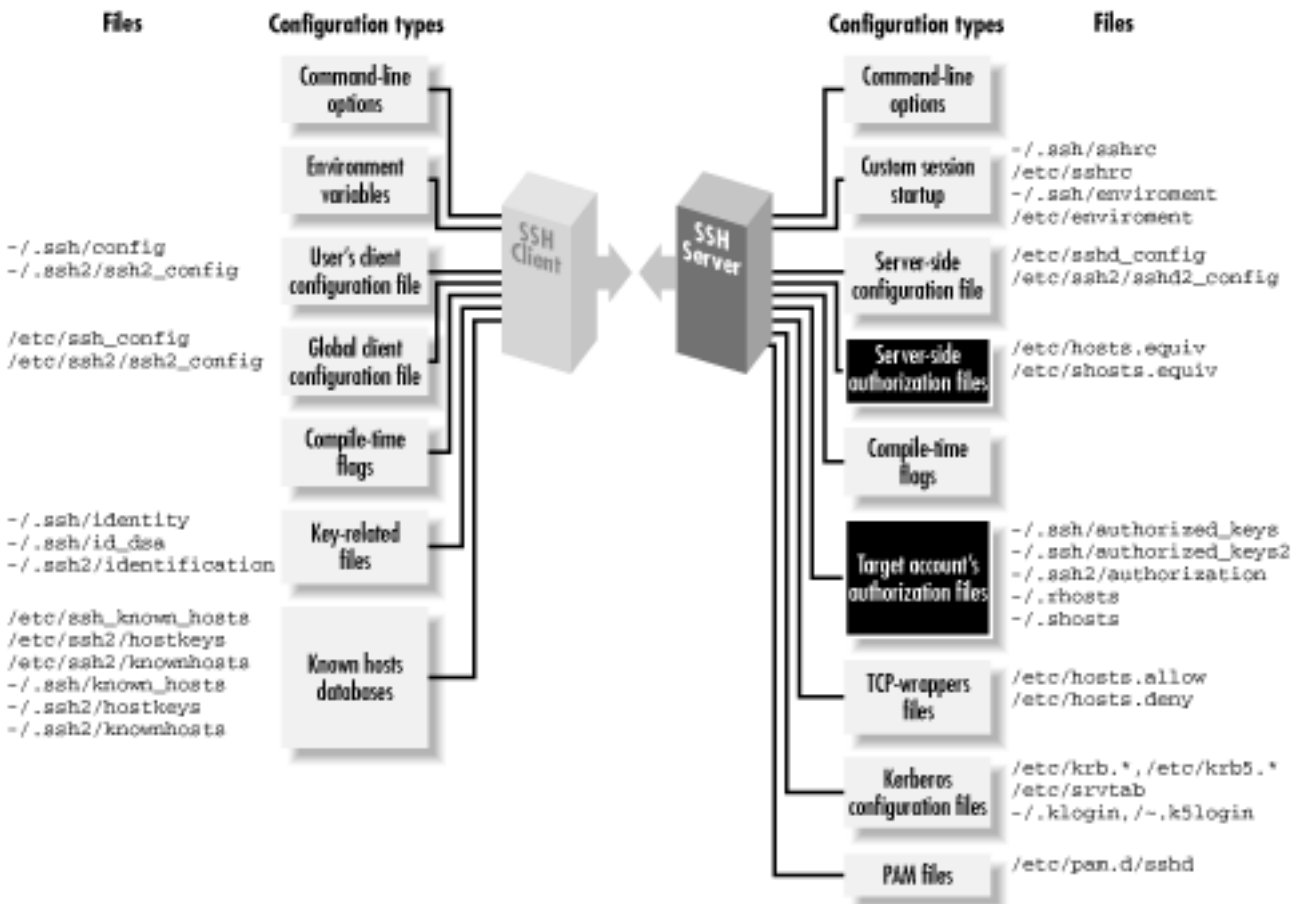 Files
Configuration types
Command-line
options
Environment
variables
-/.ssh/config
-/.ssh2/ssh2_config
User's client
configuration file
/etc/ssh_config
/etc/ssh2/ssh2_config
Global client
configuration file
Compile-time
flags
-/.ssh/identity
-/.ssh/id_dsa
-/.ssh2/identification
Key-related
files
/etc/ssh_known_hosts
/etc/ssh2/hostkeys
/etc/ssh2/knownhosts
-/.ssh/known_hosts
-/.ssh2/hostkeys
-/.ssh2/knownhosts
Known hosts
databases
SSH
Client
SSH
Server
Configuration types
Files
Command-line
options
Custom session
startup
-/.ssh/sshrc
/etc/sshrc
-/.ssh/enviroment
/etc/enviroment
Server-side
configuration file
/etc/sshd_config
/etc/ssh2/sshd2_config
Server-side
authorization files
/etc/hosts.equiv
/etc/shosts.equiv
Compile-time
flags
Target account's
authorization files
-/.ssh/authorized_keys
-/.ssh/authorized_keys2
-/.ssh2/authorization
-/.rhosts
-/.shosts
TCP-wrappers
files
/etc/hosts.allow
/etc/hosts.deny
Kerberos
configuration files
/etc/krb.*,/etc/krb5.*
/etc/srvtab
-/.klogin,/~.k5login
PAM files
/etc/pam.d/sshd